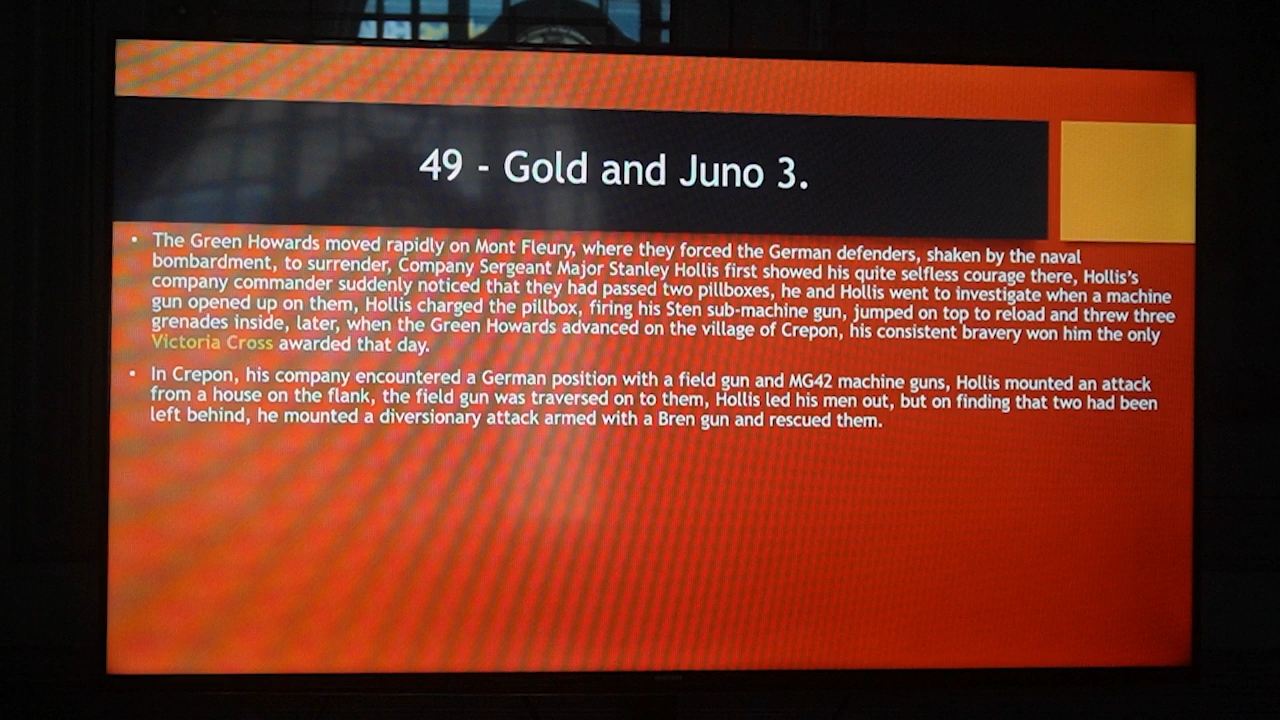 49 - Gold and Juno 3.
• The Green Howards moved rapidly on Mont Fleury, where they forced the German defenders, shaken by the naval
bombardment, to surrender, Company Sergeant Major Stanley Hollis first showed his quite selfless courage there, Hollis's
company commander suddenly noticed that they had passed two pillboxes, he and Hollis went to investigate when a machine
gun opened up on them, Hollis charged the pillbox, firing his Sten sub-machine gun, jumped on top to reload and threw three
grenades inside, later, when the Green Howards advanced on the village of Crepon, his consistent bravery won him the only
Victoria Cross awarded that day.
• In Crepon, his company encountered a German position with a field gun and MG42 machine guns, Hollis mounted an attack
from a house on the flank, the field gun was traversed on to them, Hollis led his men out, but on finding that two had been
left behind, he mounted a diversionary attack armed with a Bren gun and rescued them.